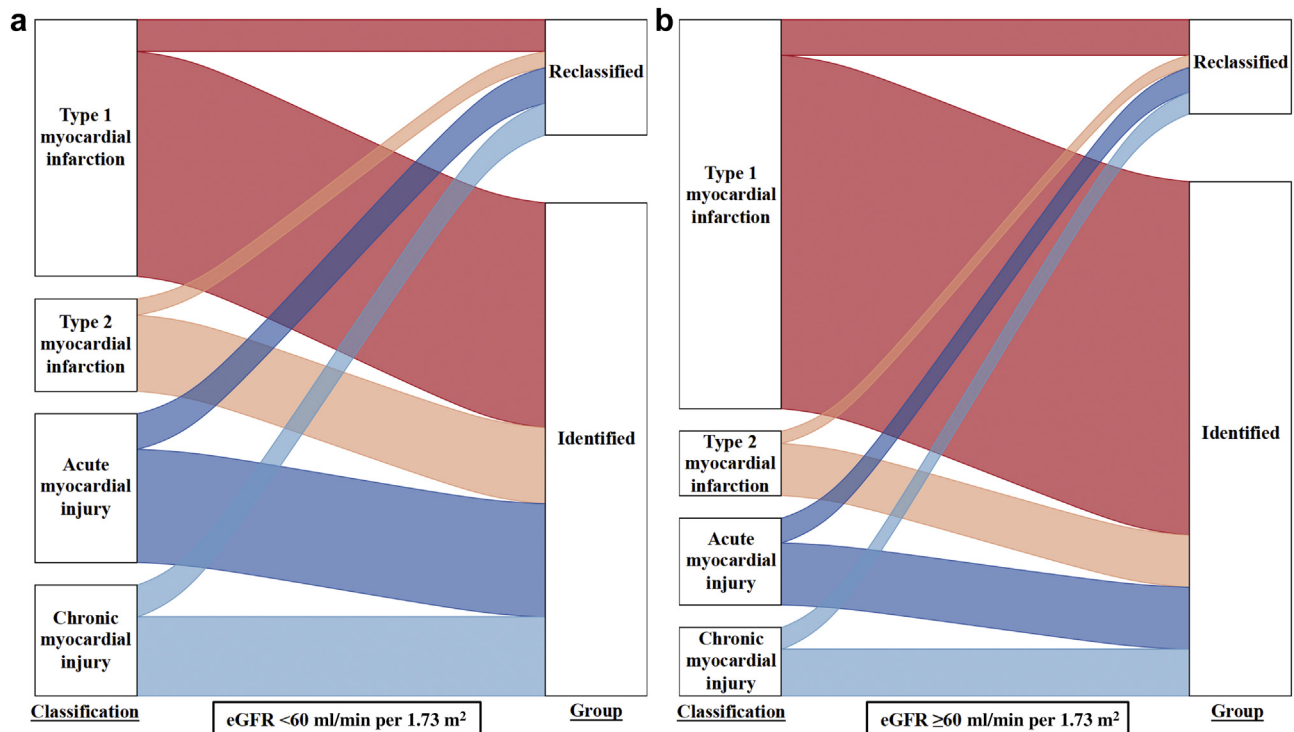 a
Type 1
myocardial
infarction
Type 2
myocardial
infarction
Acute
myocardial
injury
Chronic
myocardial
injury
Classification
Reclassified
Identified
Group
eGFR <60 ml/min per 1.73 m²
b
Type 1
myocardial
infarction
Type 2
myocardial
infarction
Acute
myocardial
injury
Chronic
myocardial
injury
Classification
Reclassified
Identified
Group
eGFR ≥60 ml/min per 1.73 m²